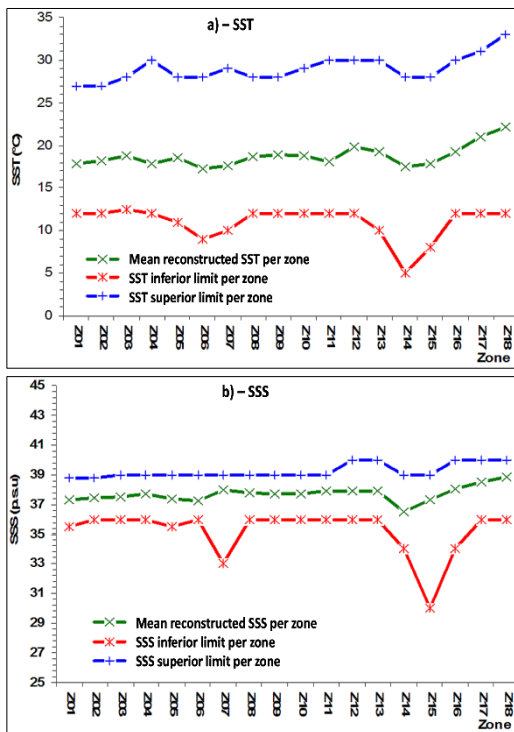 a) – SST
35
30
25
20
15
10
5
0
SST (°C)
Mean reconstructed SST per zone
SST inferior limit per zone
SST superior limit per zone
Z01 Z02 Z03 Z04 Z05 Z06 Z07 Z08 Z09 Z10 Z11 Z12 Z13 Z14 Z15 Z16 Z17 Z18
Zone
b) – SSS
45
43
41
39
37
35
33
31
29
27
25
SSS (p.s.u)
Mean reconstructed SSS per zone
SSS inferior limit per zone
SSS superior limit per zone
Z01 Z02 Z03 Z04 Z05 Z06 Z07 Z08 Z09 Z10 Z11 Z12 Z13 Z14 Z15 Z16 Z17 Z18
Zone